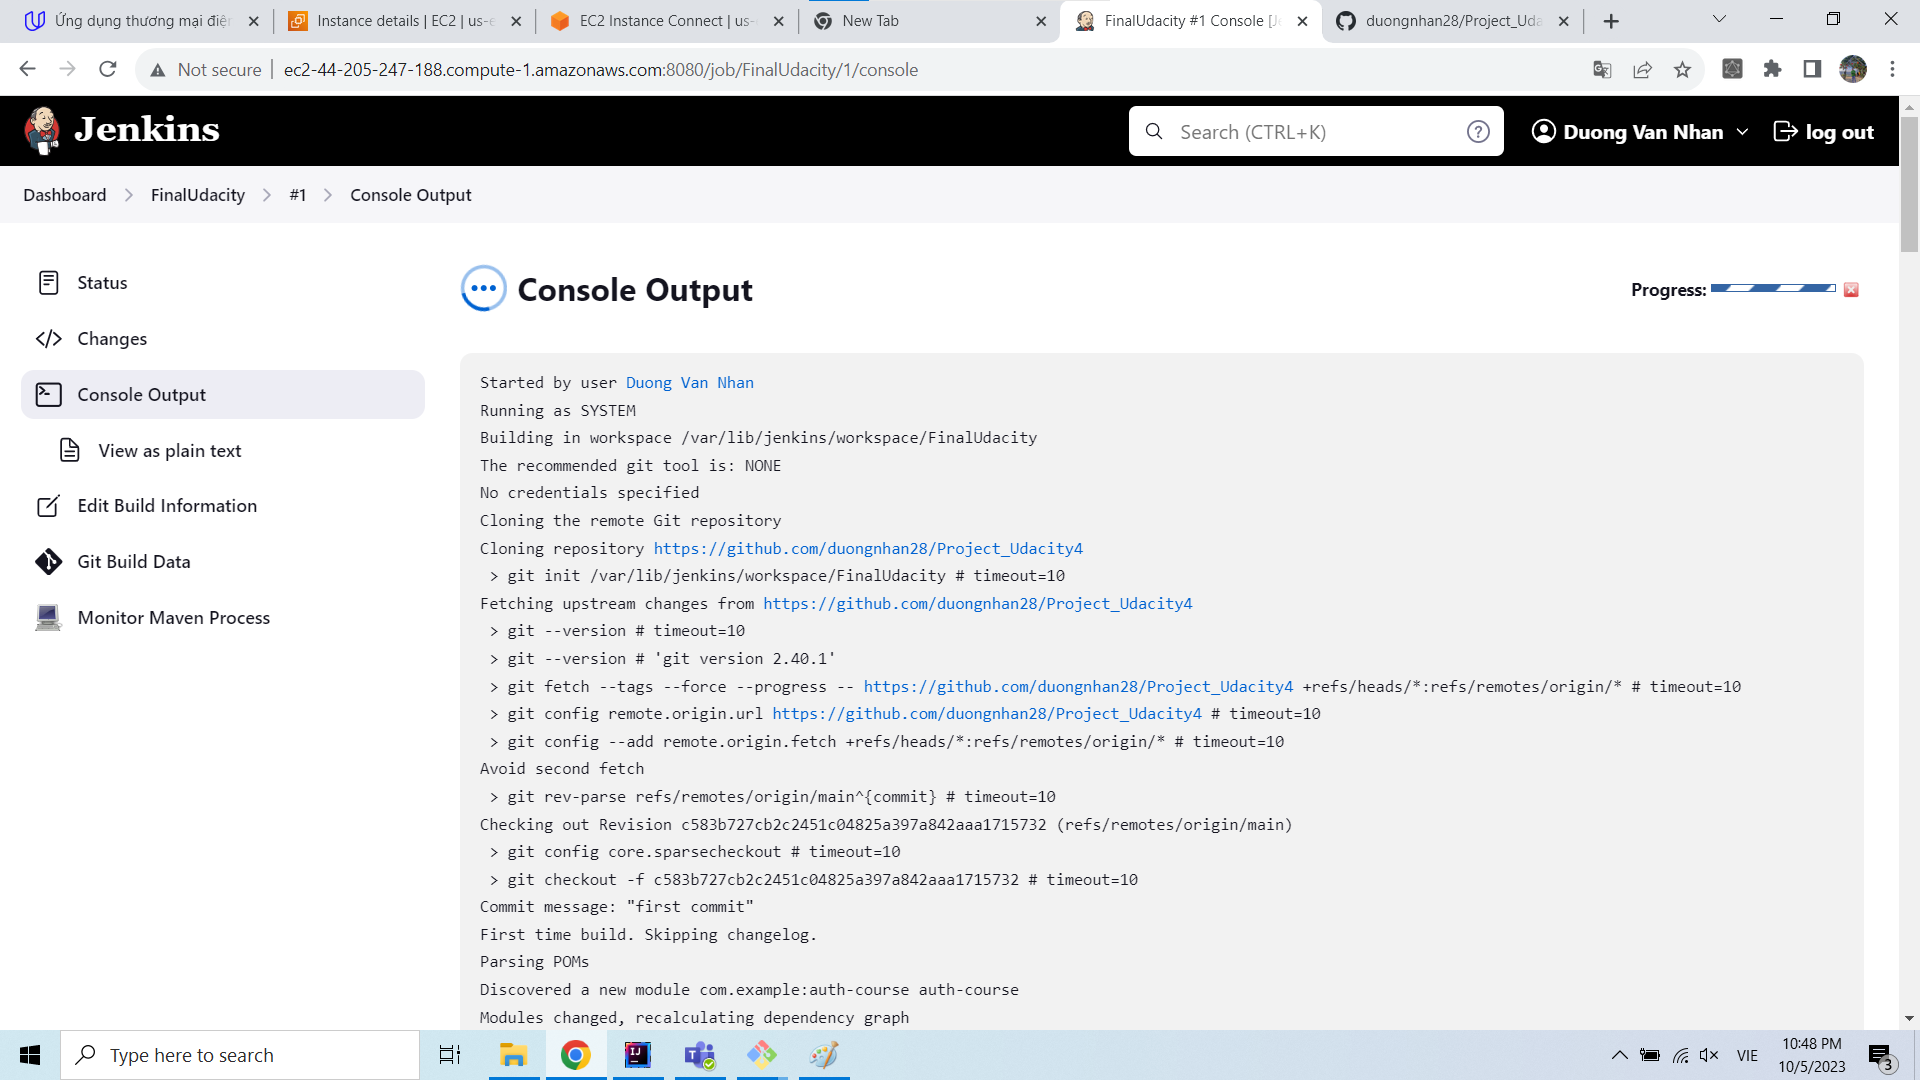 Ứng dụng thương mại điện
Instance details | EC2 | us-e
EC2 Instance Connect | us-
New Tab
FinalUdacity #1 Console [Je
duongnhan28/Project_Uda
Not secure
ec2-44-205-247-188.compute-1.amazonaws.com:8080/job/FinalUdacity/1/console
Jenkins
Search (CTRL+K)
?
Duong Van Nhan
log out
Dashboard
FinalUdacity
#1
Console Output
Status
Changes
Console Output
View as plain text
Edit Build Information
Git Build Data
Monitor Maven Process
Console Output
Progress:
Started by user Duong Van Nhan
Running as SYSTEM
Building in workspace /var/lib/jenkins/workspace/FinalUdacity
The recommended git tool is: NONE
No credentials specified
Cloning the remote Git repository
Cloning repository https://github.com/duongnhan28/Project_Udacity4
> git init /var/lib/jenkins/workspace/FinalUdacity # timeout=10
Fetching upstream changes from https://github.com/duongnhan28/Project_Udacity4
> git --version # timeout=10
> git --version # 'git version 2.40.1'
> git fetch --tags --force --progress -- https://github.com/duongnhan28/Project_Udacity4 +refs/heads/*:refs/remotes/origin/* # timeout=10
> git config remote.origin.url https://github.com/duongnhan28/Project_Udacity4 # timeout=10
> git config --add remote.origin.fetch +refs/heads/*:refs/remotes/origin/* # timeout=10
Avoid second fetch
> git rev-parse refs/remotes/origin/main^{commit} # timeout=10
Checking out Revision c583b727cb2c2451c04825a397a842aaa1715732 (refs/remotes/origin/main)
> git config core.sparsecheckout # timeout=10
> git checkout -f c583b727cb2c2451c04825a397a842aaa1715732 # timeout=10
Commit message: "first commit"
First time build. Skipping changelog.
Parsing POMs
Discovered a new module com.example:auth-course auth-course
Modules changed, recalculating dependency graph
Type here to search
VIE
10:48 PM
10/5/2023
3